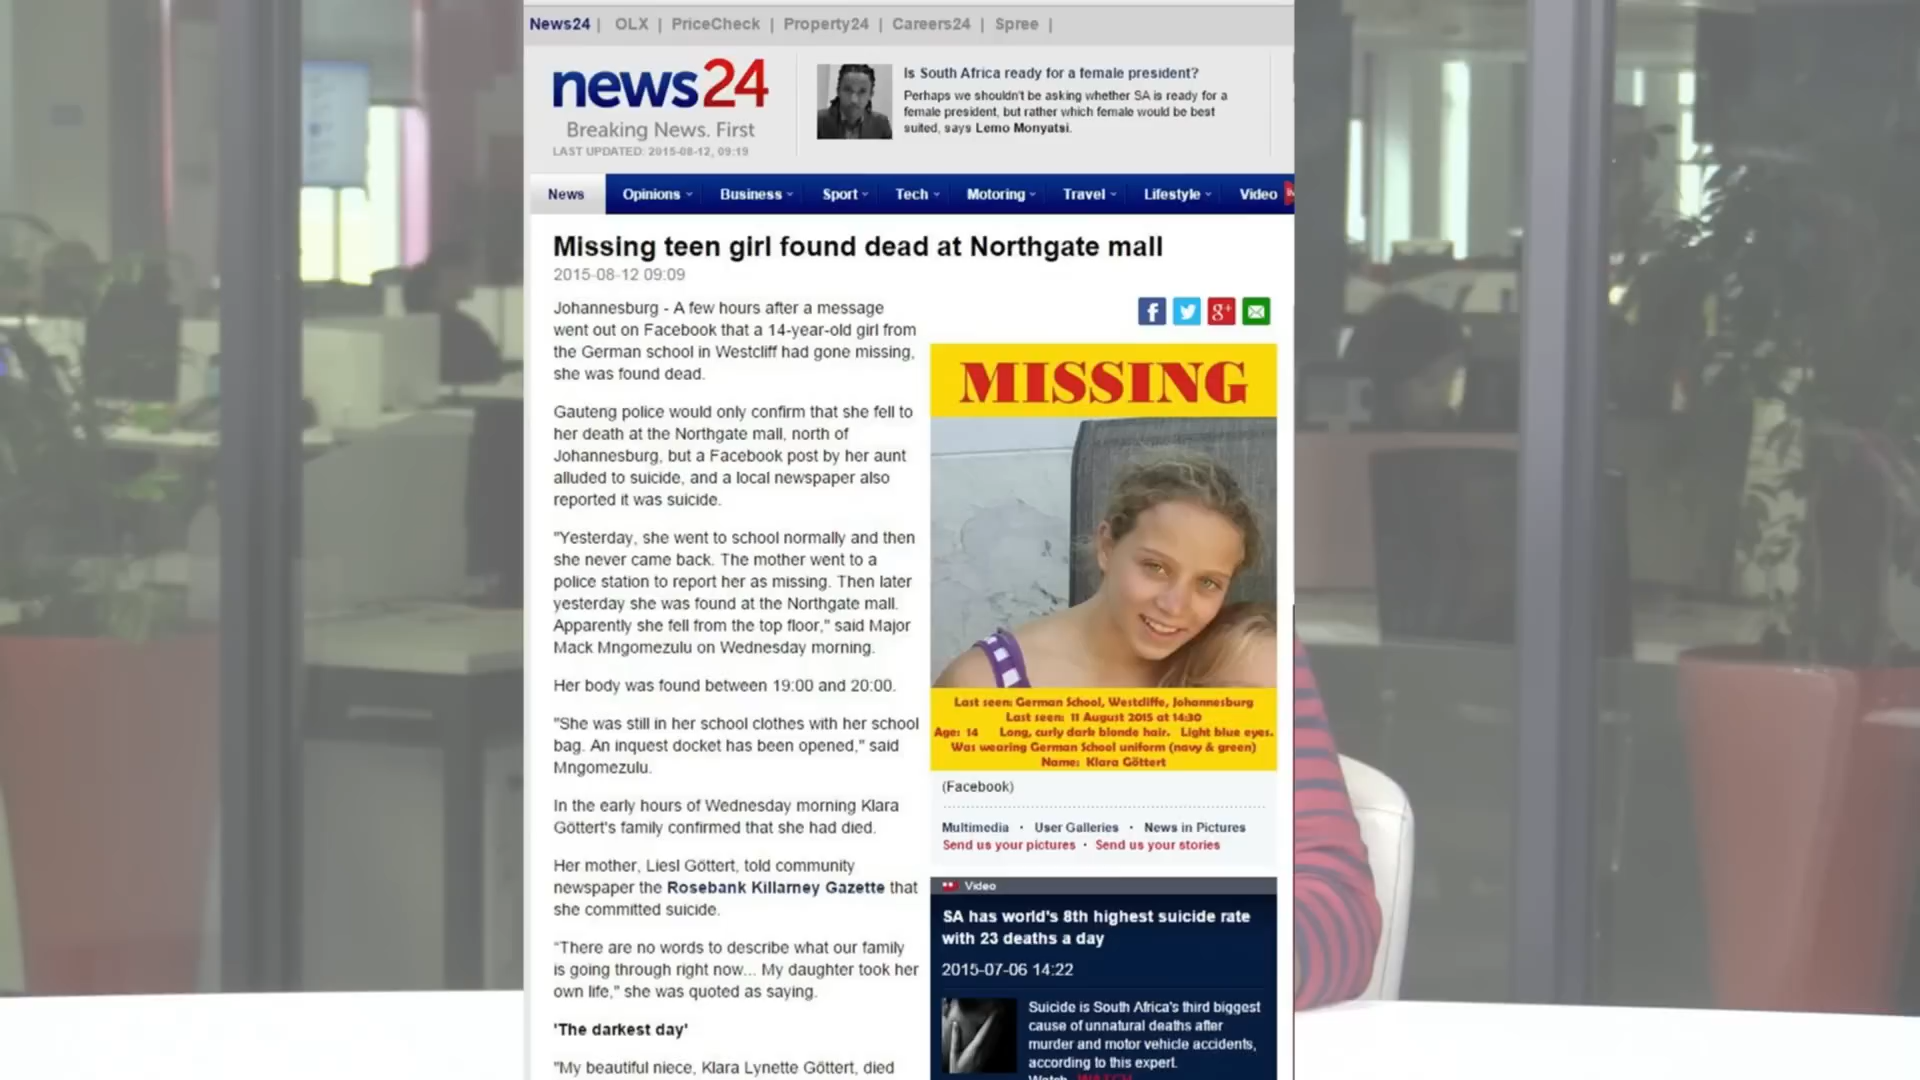 News24 | OLX | PriceCheck | Property24 | Careers24 | Spree |
news24
Breaking News. First
LAST UPDATED: 2015-08-12, 09:19
Is South Africa ready for a female president?
Perhaps we shouldn't be asking whether SA is ready for a
female president, but rather which female would be best
suited, says Lemo Monyatsi.
News Opinions Business Sport Tech Motoring Travel Lifestyle Video
Missing teen girl found dead at Northgate mall
2015-08-12 09:09
Johannesburg - A few hours after a message
went out on Facebook that a 14-year-old girl from
the German school in Westcliff had gone missing,
she was found dead.
Gauteng police would only confirm that she fell to
her death at the Northgate mall, north of
Johannesburg, but a Facebook post by her aunt
alluded to suicide, and a local newspaper also
reported it was suicide.
"Yesterday, she went to school normally and then
she never came back. The mother went to a
police station to report her as missing. Then later
yesterday she was found at the Northgate mall.
Apparently she fell from the top floor," said Major
Mack Mngomezulu on Wednesday morning.
Her body was found between 19:00 and 20:00.
"She was still in her school clothes with her school
bag. An inquest docket has been opened," said
Mngomezulu.
In the early hours of Wednesday morning Klara
Göttert's family confirmed that she had died.
Her mother, Liesl Göttert, told community
newspaper the Rosebank Killarney Gazette that
she committed suicide.
"There are no words to describe what our family
is going through right now... My daughter took her
own life," she was quoted as saying.
'The darkest day'
"My beautiful niece, Klara Lynette Göttert, died
f
g+
MISSING
Last seen: German School, Westcliffe, Johannesburg
Last seen: 11 August 2015 at 14:30
Age: 14 Long, curly dark blonde hair. Light blue eyes.
Was wearing German School uniform (navy & green)
Name: Klara Göttert
(Facebook)
Multimedia · User Galleries · News in Pictures
Send us your pictures · Send us your stories
Video
SA has world's 8th highest suicide rate
with 23 deaths a day
2015-07-06 14:22
Suicide is South Africa's third biggest
cause of unnatural deaths after
murder and motor vehicle accidents,
according to this expert.
Watch. WATCH